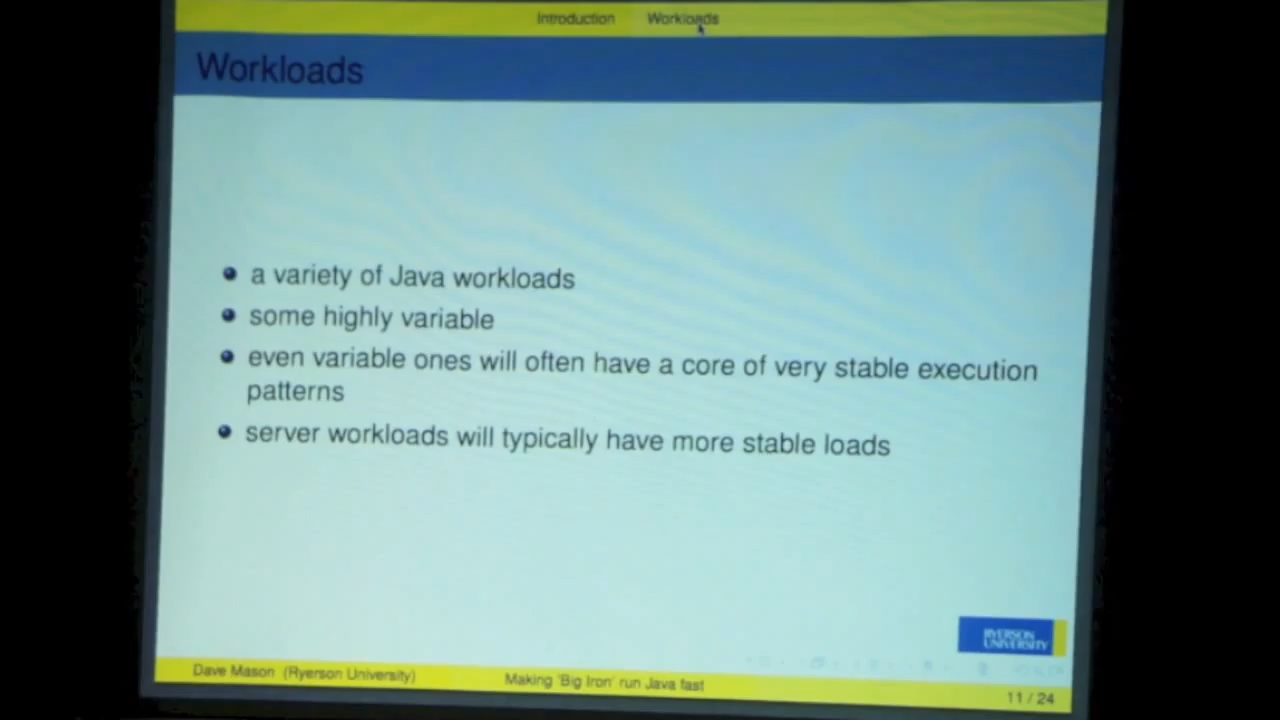 Introduction Workloads
Workloads
a variety of Java workloads
some highly variable
even variable ones will often have a core of very stable execution
patterns
server workloads will typically have more stable loads
RYERSON
UNIVERSITY
Dave Mason (Ryerson University) Making 'Big Iron' run Java fast 11 / 24